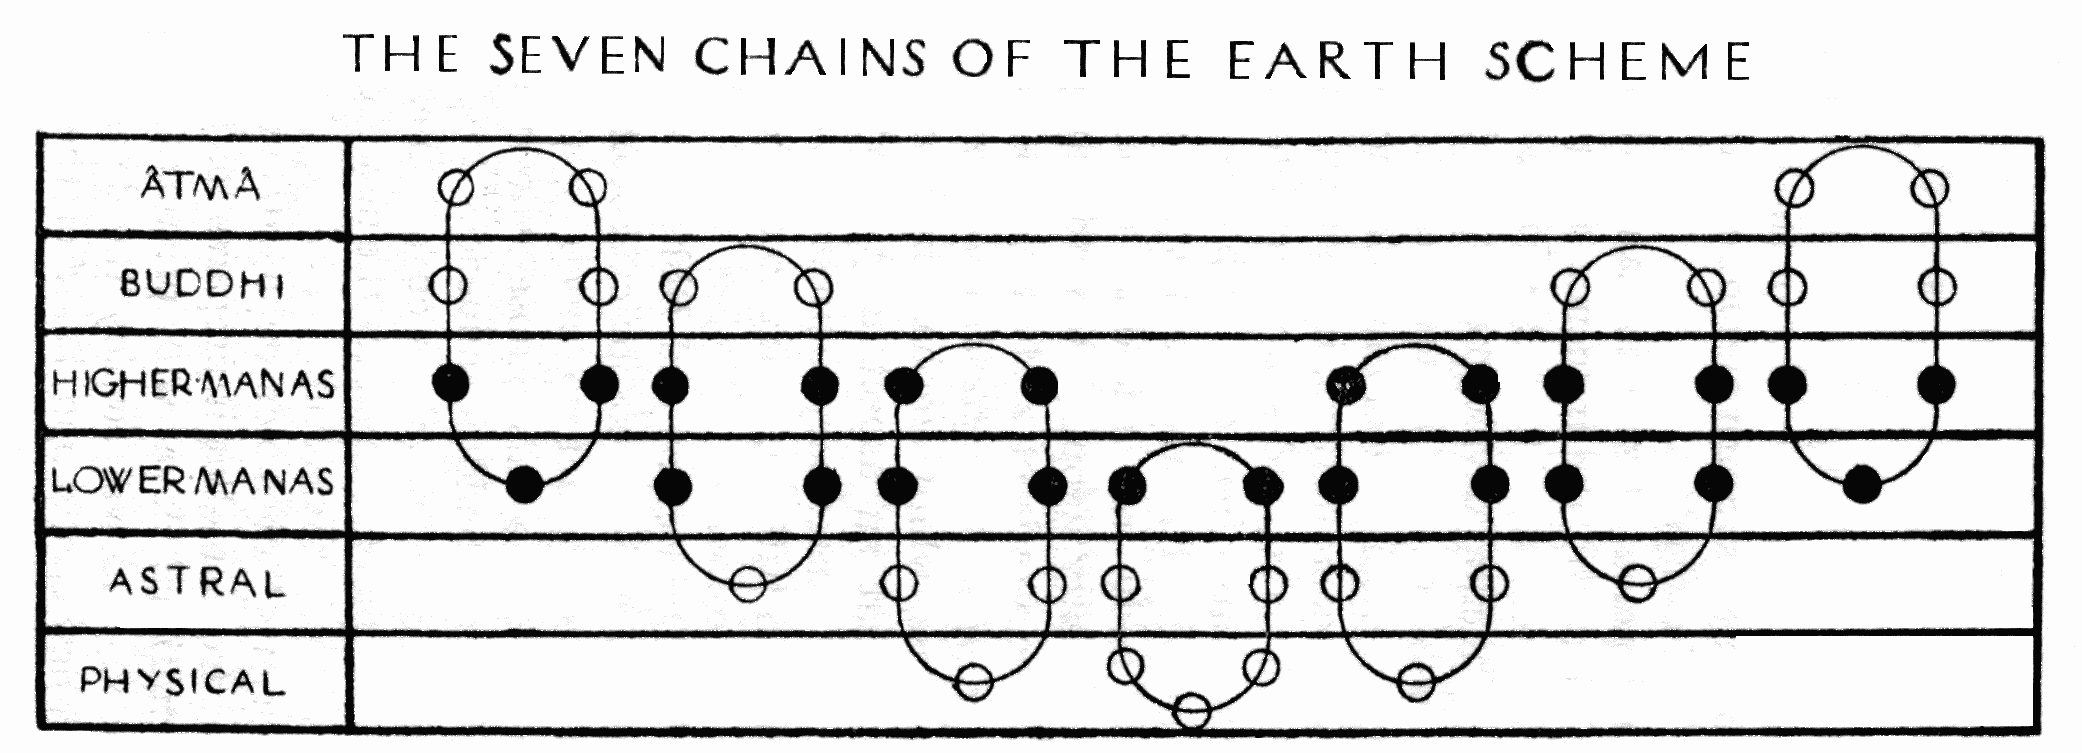 THE SEVEN CHAINS OF THE EARTH SCHEME
ÂTMÂ
BUDDHI
HIGHER·MANAS
LOWER·MANAS
ASTRAL
PHYSICAL